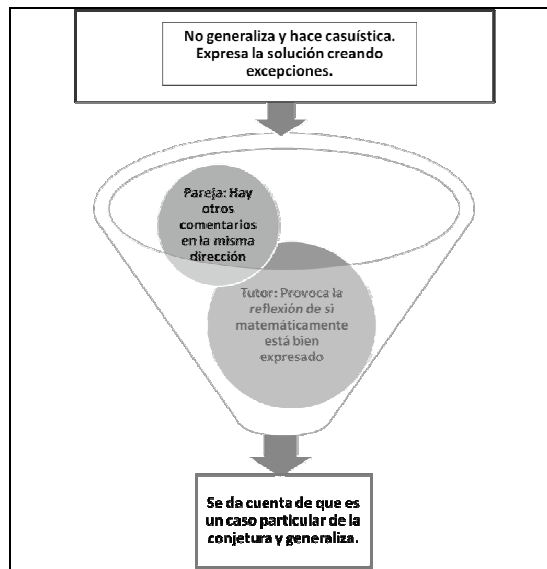 No generaliza y hace casuística.
Expresa la solución creando
excepciones.
Pareja: Hay
otros
comentarios
en la misma
dirección
Tutor: Provoca la
reflexión de si
matemáticamente
está bien
expresado
Se da cuenta de que es
un caso particular de la
conjetura y generaliza.